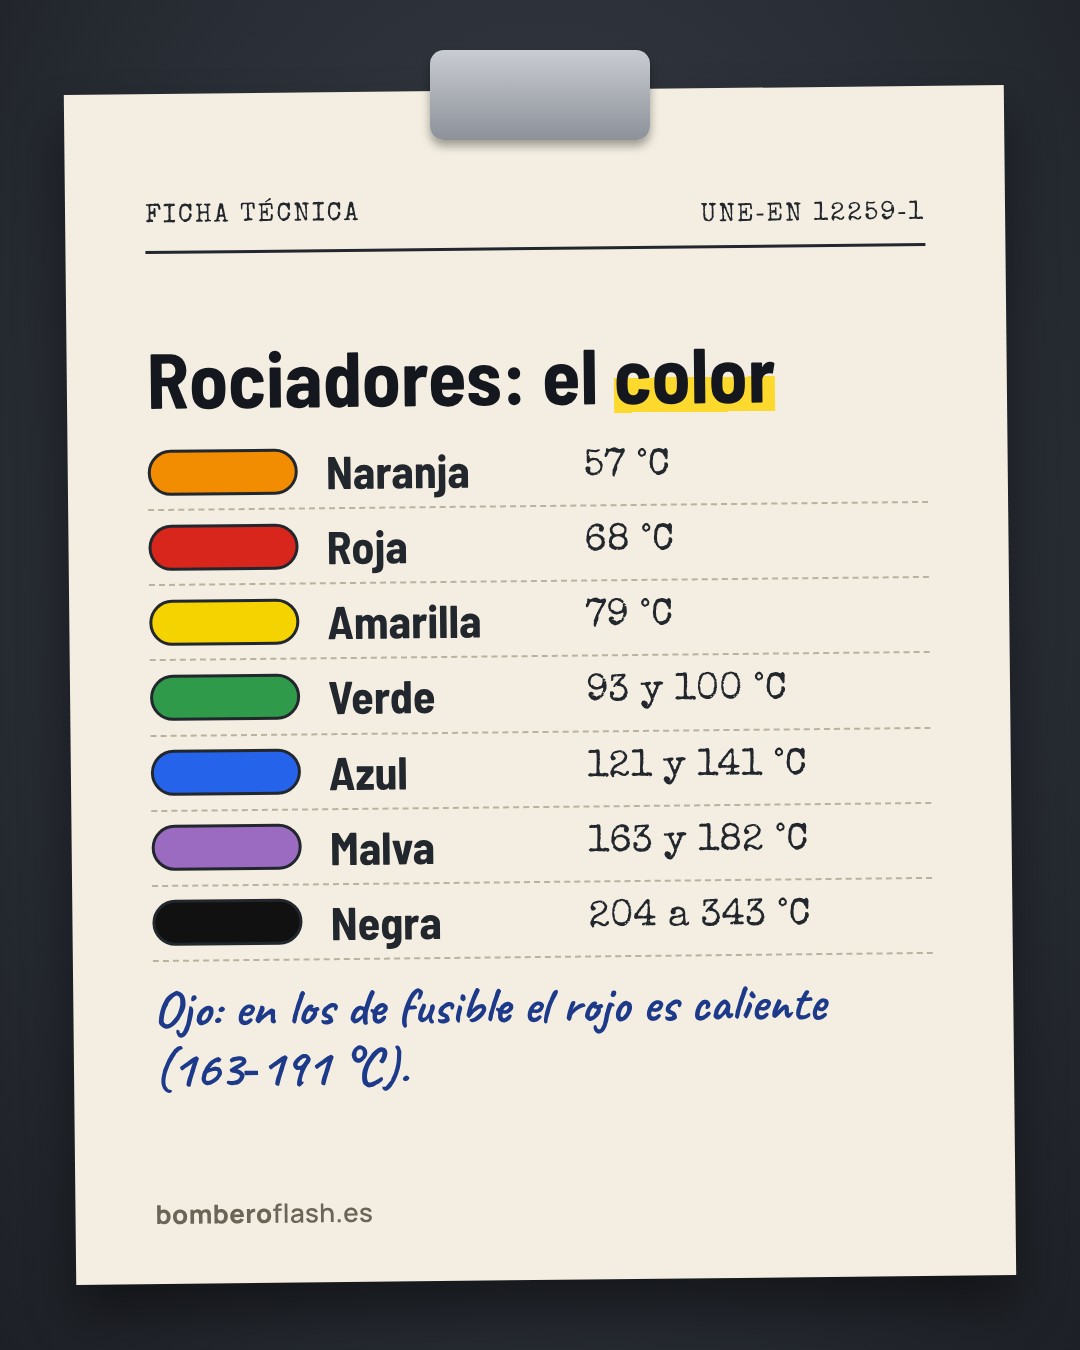 FICHA TÉCNICA UNE-EN 12259-1
Rociadores: el color
Naranja 57 °C
Roja 68 °C
Amarilla 79 °C
Verde 93 y 100 °C
Azul 121 y 141 °C
Malva 163 y 182 °C
Negra 204 a 343 °C
Ojo: en los de fusible el rojo es caliente
(163-191 °C).
bomberoflash.es